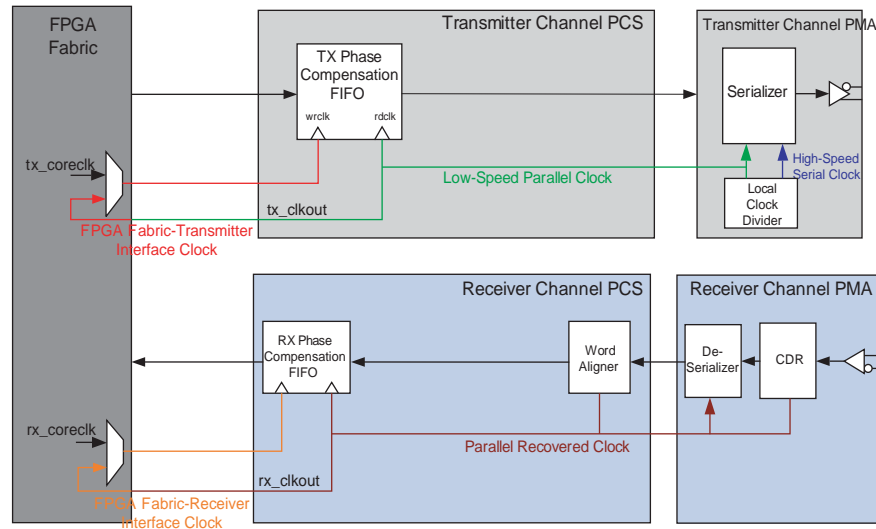 FPGA
Fabric
Transmitter Channel PCS
Transmitter Channel PMA
TX Phase
Compensation
FIFO
wrclk
rdclk
Serializer
tx_coreclk
Low-Speed Parallel Clock
High-Speed
Serial Clock
Local
Clock
Divider
tx_clkout
FPGA Fabric-Transmitter
Interface Clock
Receiver Channel PCS
Receiver Channel PMA
RX Phase
Compensation
FIFO
Word
Aligner
De-
Serializer
CDR
rx_coreclk
Parallel Recovered Clock
rx_clkout
FPGA Fabric-Receiver
Interface Clock